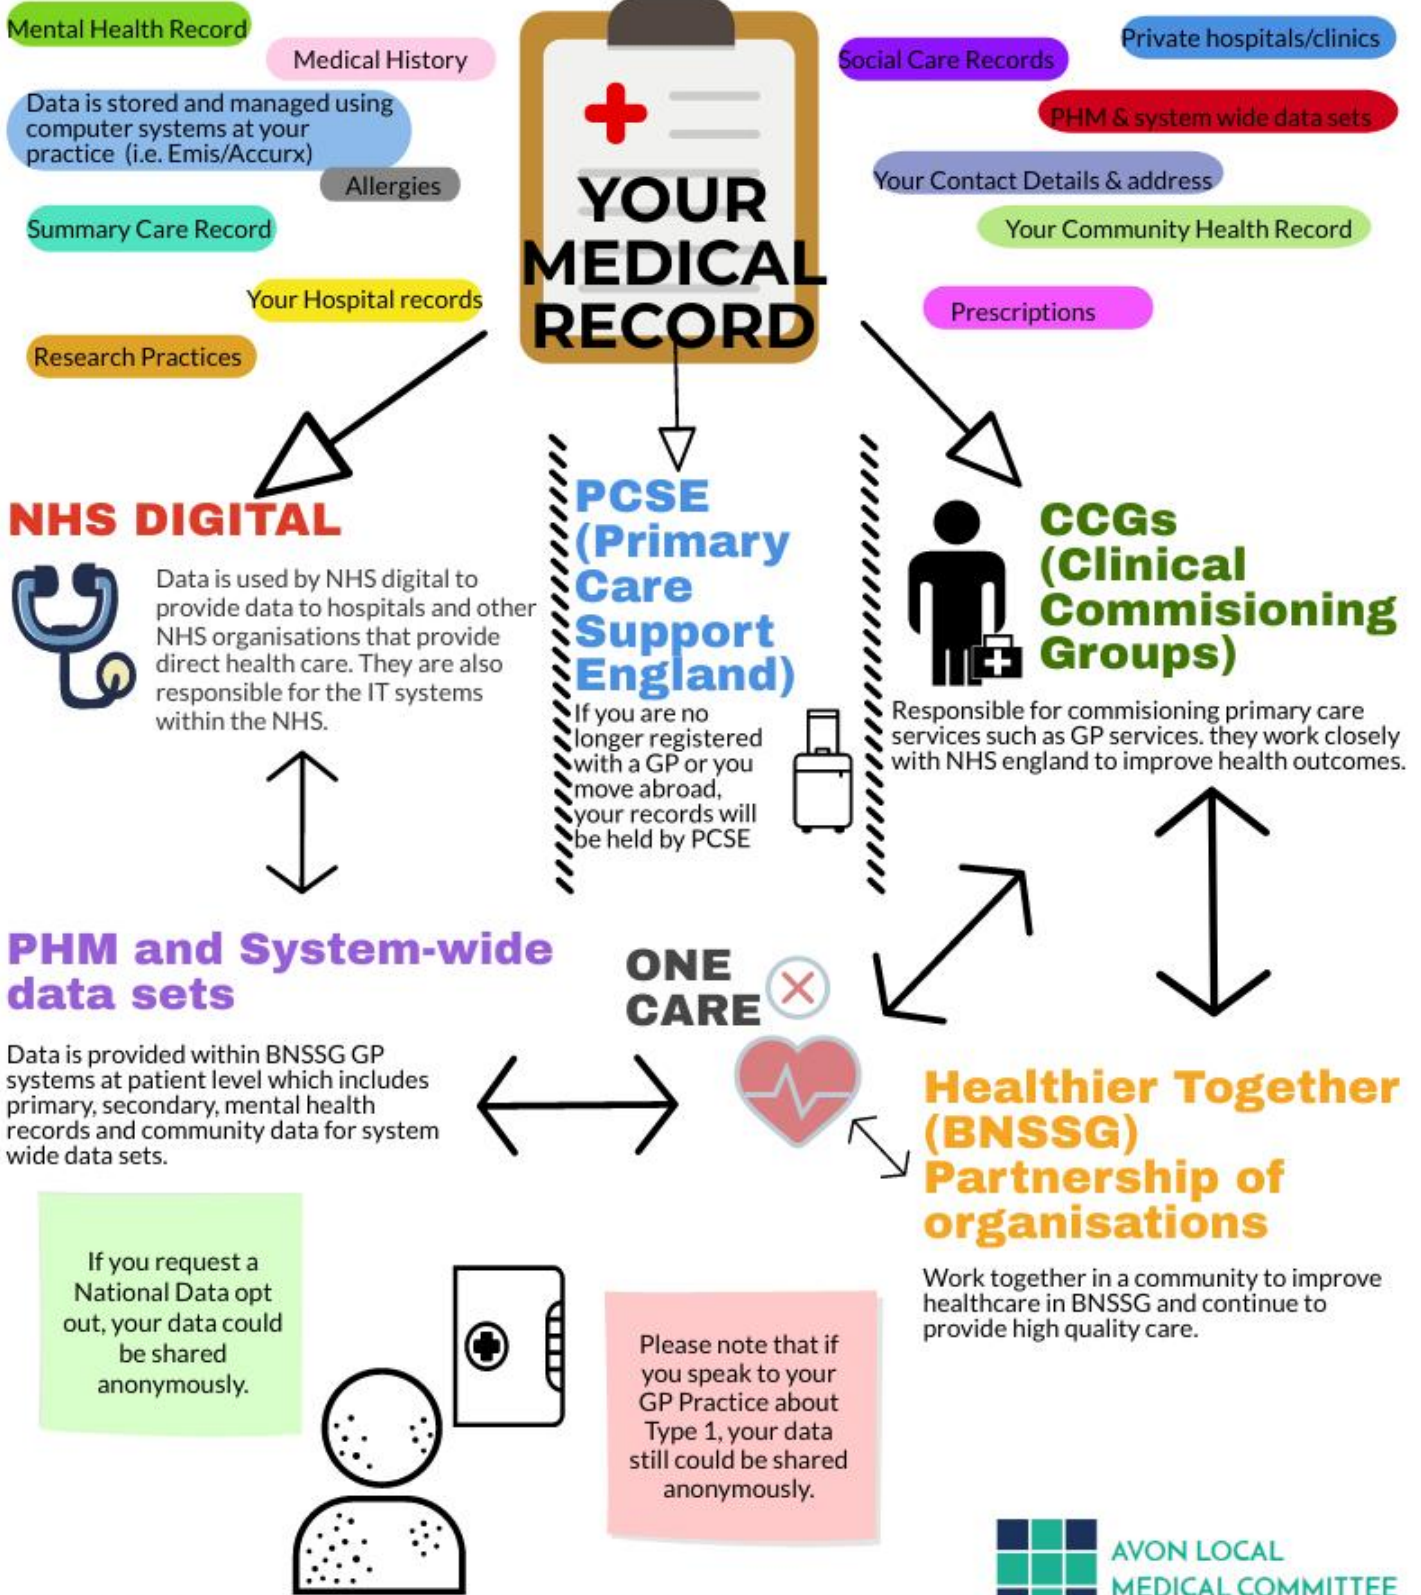 Mental Health Record
Medical History
Data is stored and managed using
computer systems at your
practice (i.e. Emis/Accurx)
Allergies
Summary Care Record
Your Hospital records
Research Practices
YOUR
MEDICAL
RECORD
Private hospitals/clinics
Social Care Records
PHM & system wide data sets
Your Contact Details & address
Your Community Health Record
Prescriptions
NHS DIGITAL
Data is used by NHS digital to
provide data to hospitals and other
NHS organisations that provide
direct health care. They are also
responsible for the IT systems
within the NHS.
PCSE
(Primary
Care
Support
England)
If you are no
longer registered
with a GP or you
move abroad,
your records will
be held by PCSE
CCGs
(Clinical
Commisioning
Groups)
Responsible for commisioning primary care
services such as GP services. they work closely
with NHS england to improve health outcomes.
PHM and System-wide
data sets
Data is provided within BNSSG GP
systems at patient level which includes
primary, secondary, mental health
records and community data for system
wide data sets.
ONE
CARE
Healthier Together
(BNSSG)
Partnership of
organisations
Work together in a community to improve
healthcare in BNSSG and continue to
provide high quality care.
If you request a
National Data opt
out, your data could
be shared
anonymously.
Please note that if
you speak to your
GP Practice about
Type 1, your data
still could be shared
anonymously.
AVON LOCAL
MEDICAL COMMITTEE